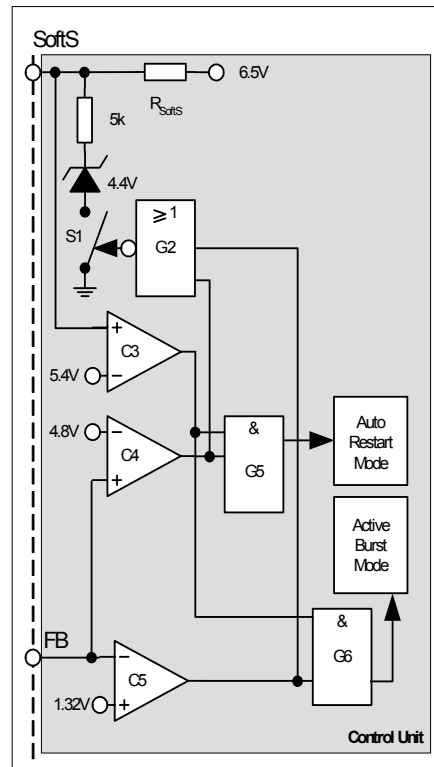 SoftS
6.5V
R SoftS
5k
4.4V
S1
≥1
G2
+
C3
5.4V
−
4.8V
−
C4
+
&
G5
Auto
Restart
Mode
Active
Burst
Mode
FB
−
C5
1.32V
+
&
G6
Control Unit